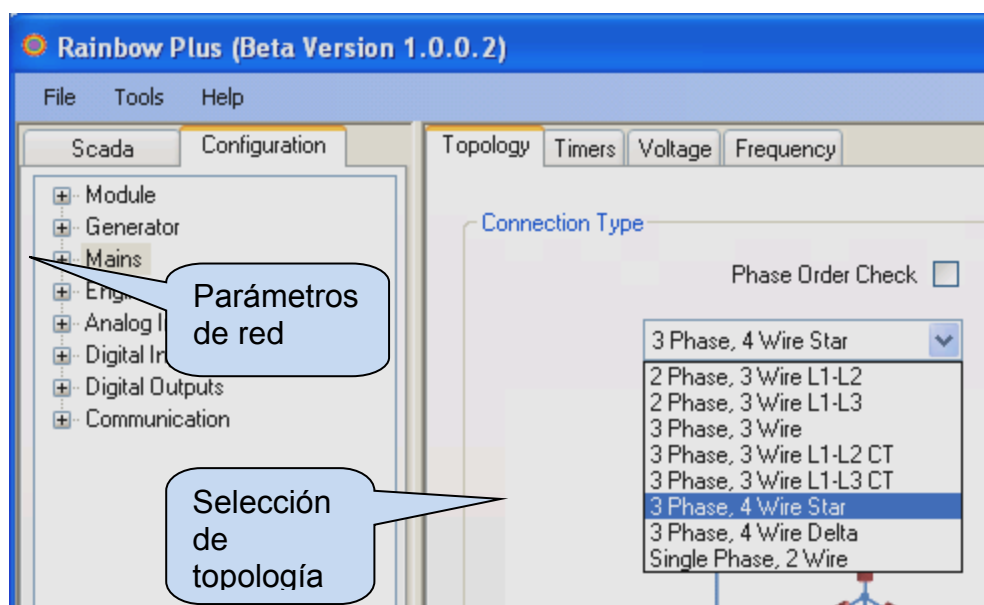 Rainbow Plus (Beta Version 1.0.0.2)
File Tools Help
Scada Configuration
Topology Timers Voltage Frequency
Module
Generator
Mains
Analog
Digital
Digital Outputs
Communication
Parámetros
de red
Selección
de
topología
Connection Type
Phase Order Check
3 Phase, 4 Wire Star
2 Phase, 3 Wire L1-L2
2 Phase, 3 Wire L1-L3
3 Phase, 3 Wire
3 Phase, 3 Wire L1-L2 CT
3 Phase, 3 Wire L1-L3 CT
3 Phase, 4 Wire Star
3 Phase, 4 Wire Delta
Single Phase, 2 Wire